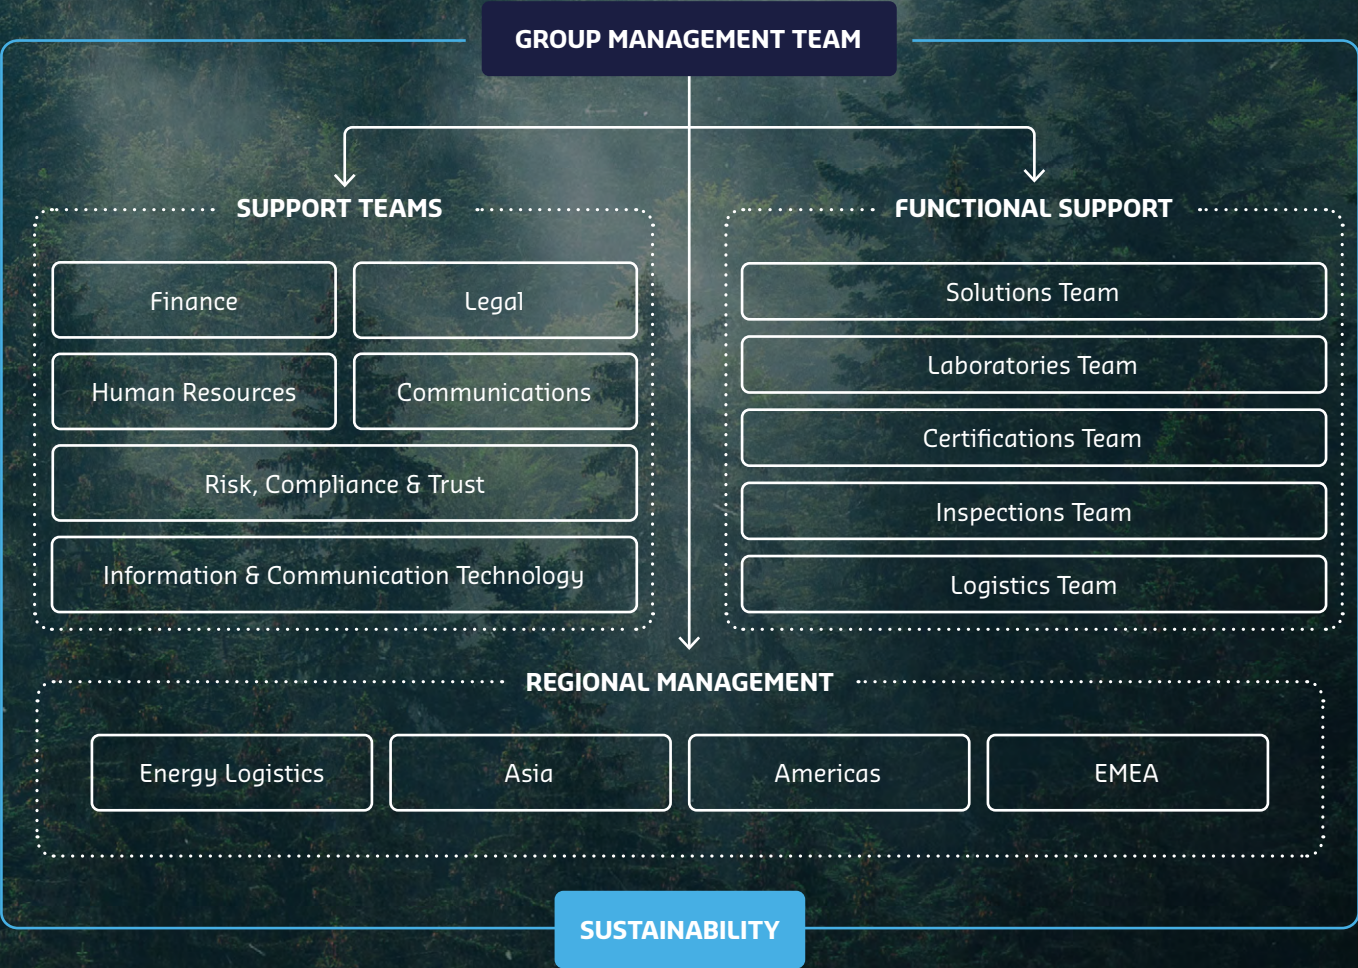 GROUP MANAGEMENT TEAM
SUPPORT TEAMS
Finance
Legal
Human Resources
Communications
Risk, Compliance & Trust
Information & Communication Technology
FUNCTIONAL SUPPORT
Solutions Team
Laboratories Team
Certifications Team
Inspections Team
Logistics Team
REGIONAL MANAGEMENT
Energy Logistics
Asia
Americas
EMEA
SUSTAINABILITY